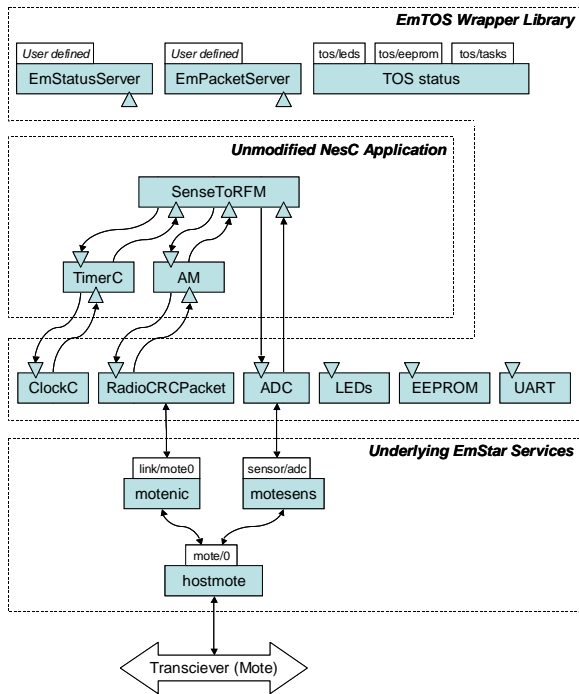 EmTOS Wrapper Library
User defined
User defined
tos/leds tos/eeprom tos/tasks
EmStatusServer EmPacketServer TOS status
Unmodified NesC Application
SenseToRFM
TimerC AM
ClockC RadioCRCPacket ADC LEDs EEPROM UART
Underlying EmStar Services
link/mote0 sensor/adc
motenic motesens
mote/0
hostmote
Transciever (Mote)